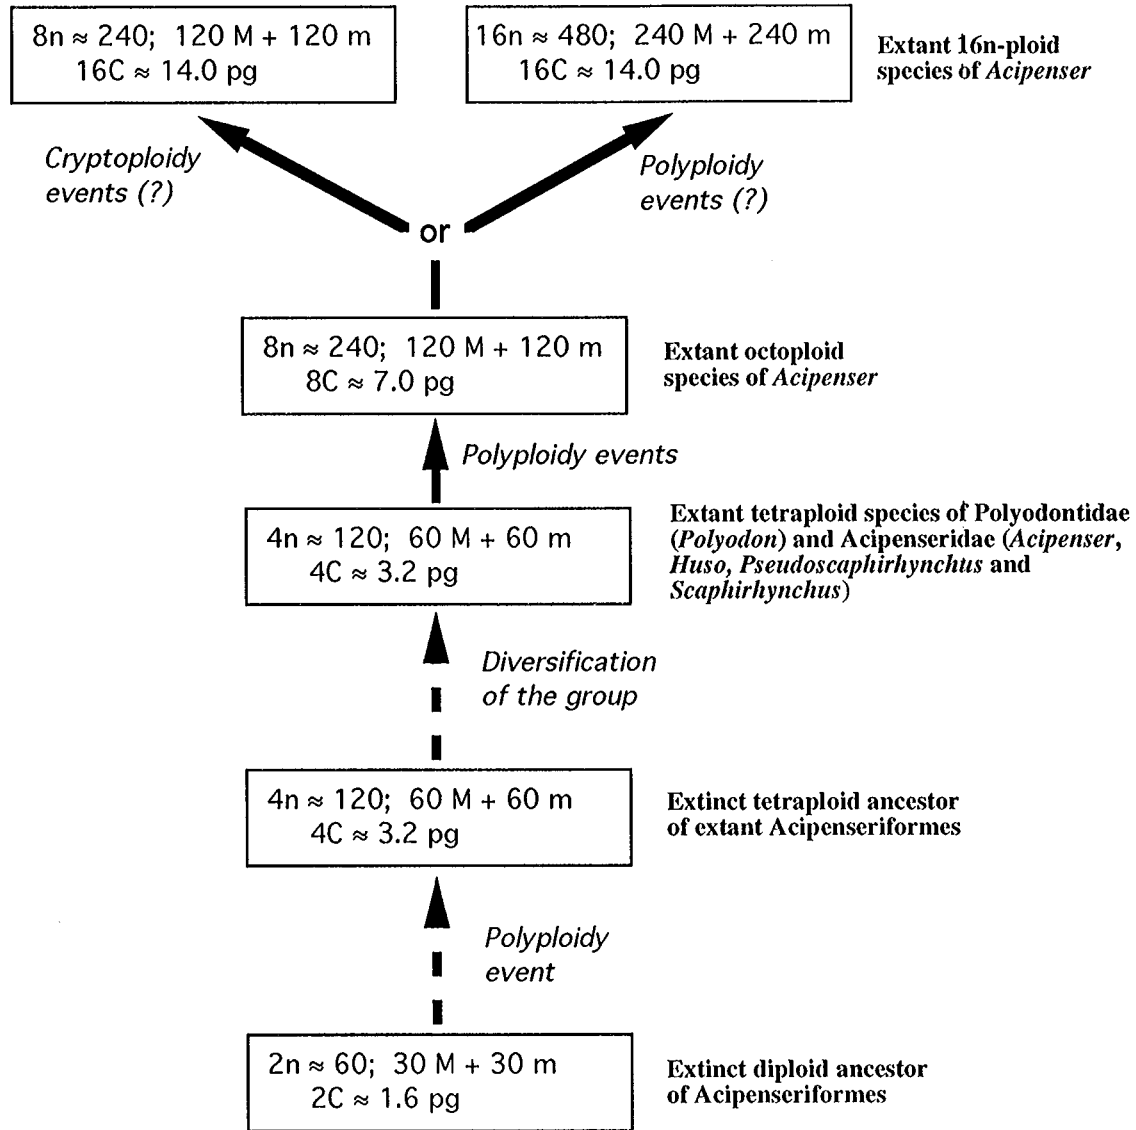 8n ≈ 240; 120 M + 120 m
16C ≈ 14.0 pg
16n ≈ 480; 240 M + 240 m
16C ≈ 14.0 pg
Extant 16n-ploid
species of Acipenser
Cryptoploidy
events (?)
Polyploidy
events (?)
or
8n ≈ 240; 120 M + 120 m
8C ≈ 7.0 pg
Extant octoploid
species of Acipenser
Polyploidy events
4n ≈ 120; 60 M + 60 m
4C ≈ 3.2 pg
Extant tetraploid species of Polyodontidae
(Polyodon) and Acipenseridae (Acipenser,
Huso, Pseudoscaphirhynchus and
Scaphirhynchus)
Diversification
of the group
4n ≈ 120; 60 M + 60 m
4C ≈ 3.2 pg
Extinct tetraploid ancestor
of extant Acipenseriformes
Polyploidy
event
2n ≈ 60; 30 M + 30 m
2C ≈ 1.6 pg
Extinct diploid ancestor
of Acipenseriformes